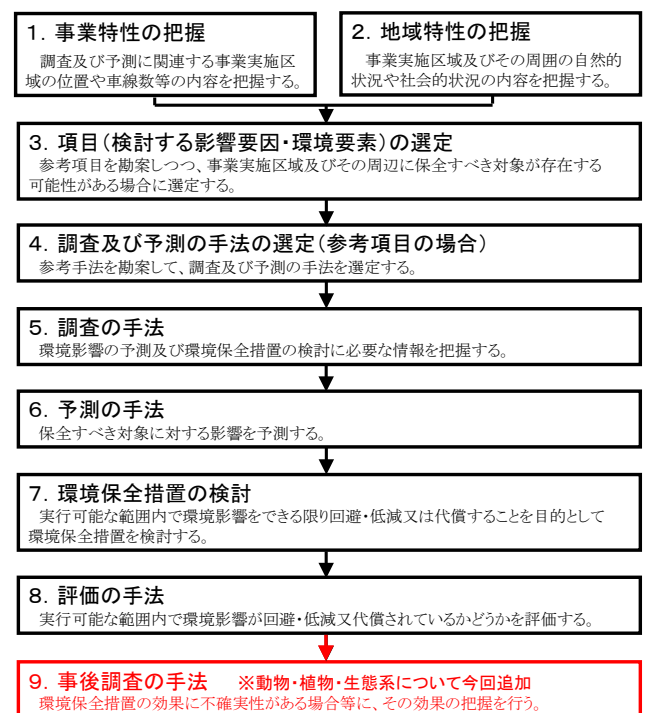 1. 事業特性の把握
調査及び予測に関連する事業実施区
域の位置や車線数等の内容を把握する。
2. 地域特性の把握
事業実施区域及びその周囲の自然的
状況や社会的状況の内容を把握する。
3. 項目(検討する影響要因・環境要素)の選定
参考項目を勘案しつつ、事業実施区域及びその周辺に保全すべき対象が存在する
可能性がある場合に選定する。
4. 調査及び予測の手法の選定(参考項目の場合)
参考手法を勘案して、調査及び予測の手法を選定する。
5. 調査の手法
環境影響の予測及び環境保全措置の検討に必要な情報を把握する。
6. 予測の手法
保全すべき対象に対する影響を予測する。
7. 環境保全措置の検討
実行可能な範囲内で環境影響をできる限り回避・低減又は代償することを目的として
環境保全措置を検討する。
8. 評価の手法
実行可能な範囲内で環境影響が回避・低減又代償されているかどうかを評価する。
9. 事後調査の手法 ※動物・植物・生態系について今回追加
環境保全措置の効果に不確実性がある場合等に、その効果の把握を行う。